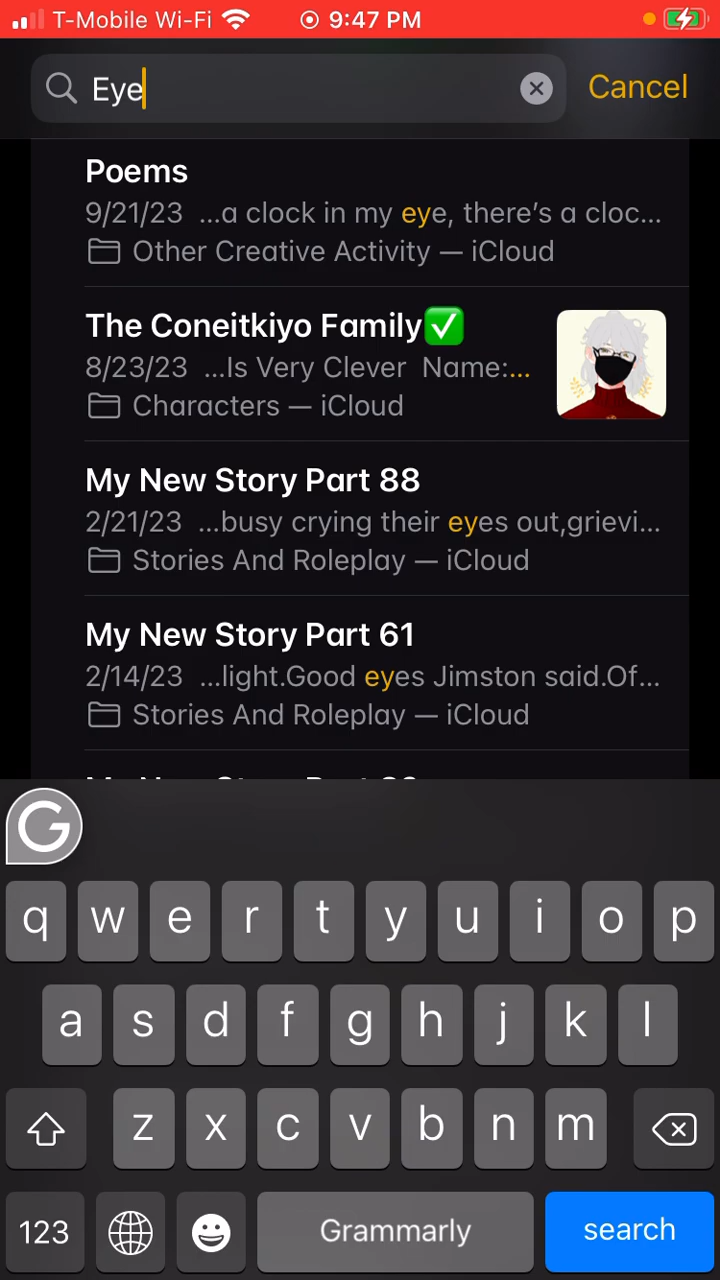 T-Mobile Wi-Fi 9:47 PM
Eye Cancel
Poems
9/21/23 ...a clock in my eye, there’s a cloc...
Other Creative Activity — iCloud
The Coneitkiyo Family✅
8/23/23 ...Is Very Clever Name:...
Characters — iCloud
My New Story Part 88
2/21/23 ...busy crying their eyes out,grievi...
Stories And Roleplay — iCloud
My New Story Part 61
2/14/23 ...light.Good eyes Jimston said.Of...
Stories And Roleplay — iCloud
G
q w e r t y u i o p
a s d f g h j k l
z x c v b n m
123 Grammarly search